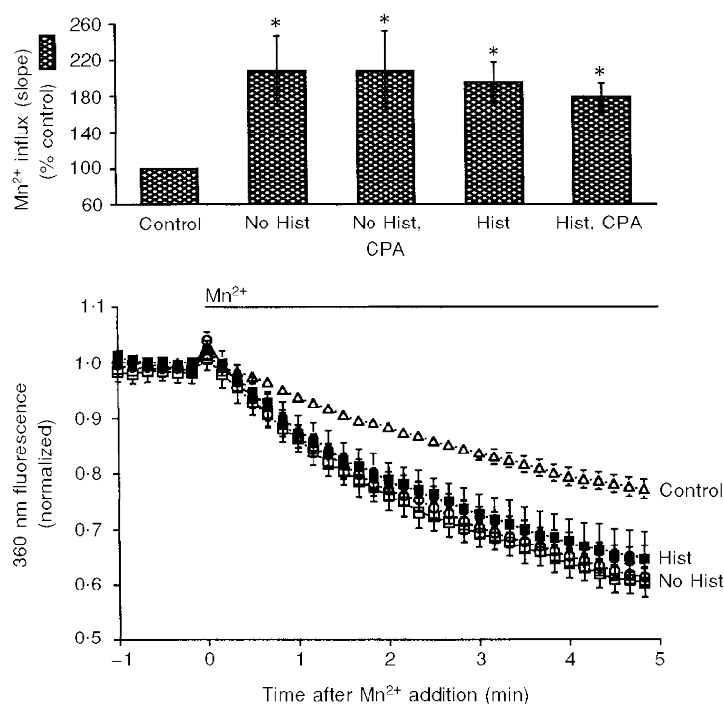 Mn²⁺ influx (slope)
(% control)
260
220
180
140
100
60
*
*
*
*
Control
No Hist
No Hist,
CPA
Hist
Hist, CPA
Mn²⁺
360 nm fluorescence
(normalized)
1·1
1·0
0·9
0·8
0·7
0·6
0·5
Control
Hist
No Hist
−1
0
1
2
3
4
5
Time after Mn²⁺ addition (min)